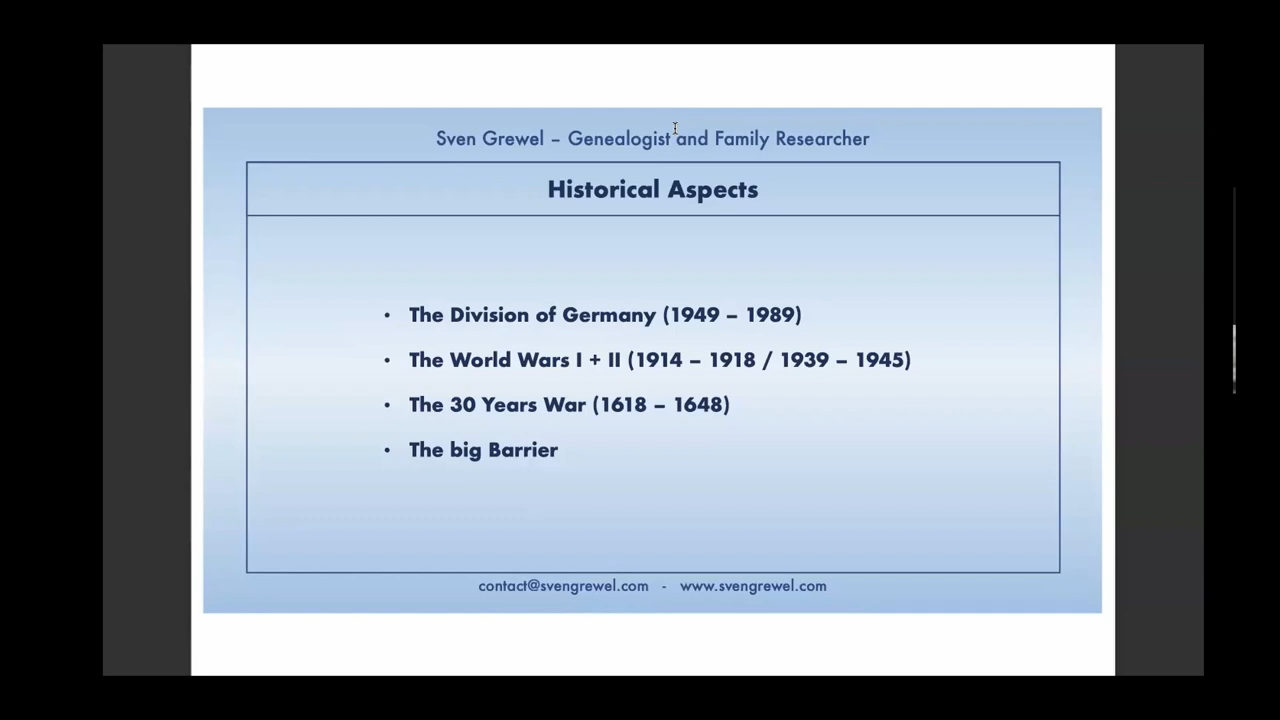 Sven Grewel – Genealogist and Family Researcher
Historical Aspects
• The Division of Germany (1949 – 1989)
• The World Wars I + II (1914 – 1918 / 1939 – 1945)
• The 30 Years War (1618 – 1648)
• The big Barrier
contact@svengrewel.com - www.svengrewel.com